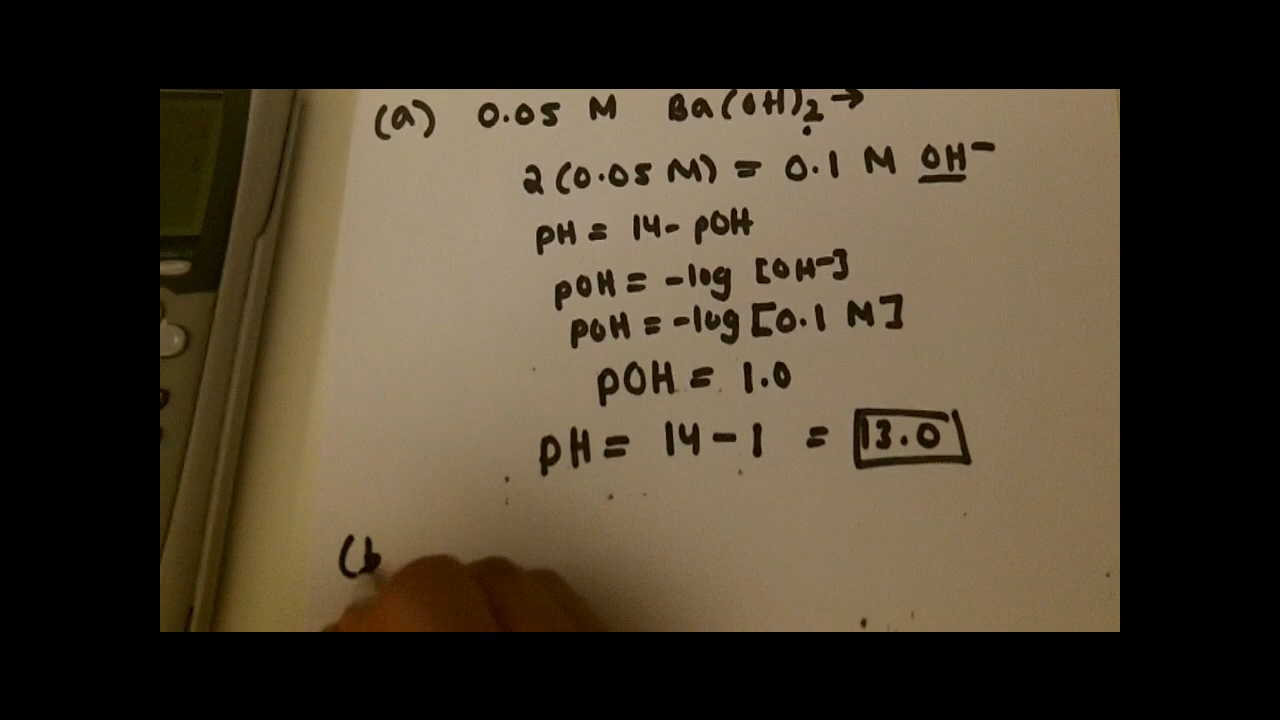 (a) 0.05 M Ba(OH)₂ →
2(0.05 M) = 0.1 M OH⁻
pH = 14 - pOH
pOH = -log [OH⁻]
pOH = -log [0.1 M]
pOH = 1.0
pH = 14 - 1 = 13.0
(b